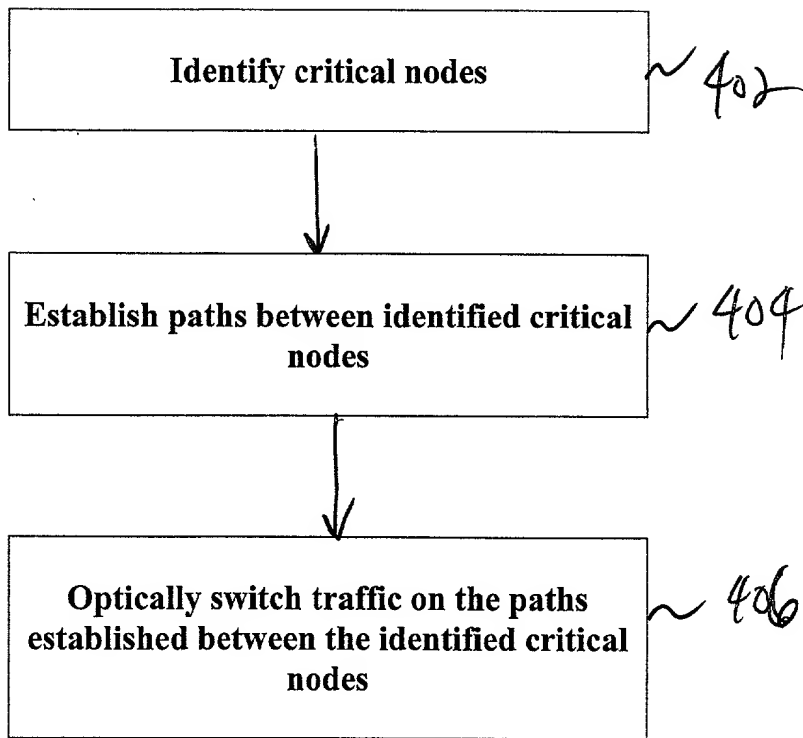 Identify critical nodes
402
Establish paths between identified critical
nodes
404
Optically switch traffic on the paths
established between the identified critical
nodes
406